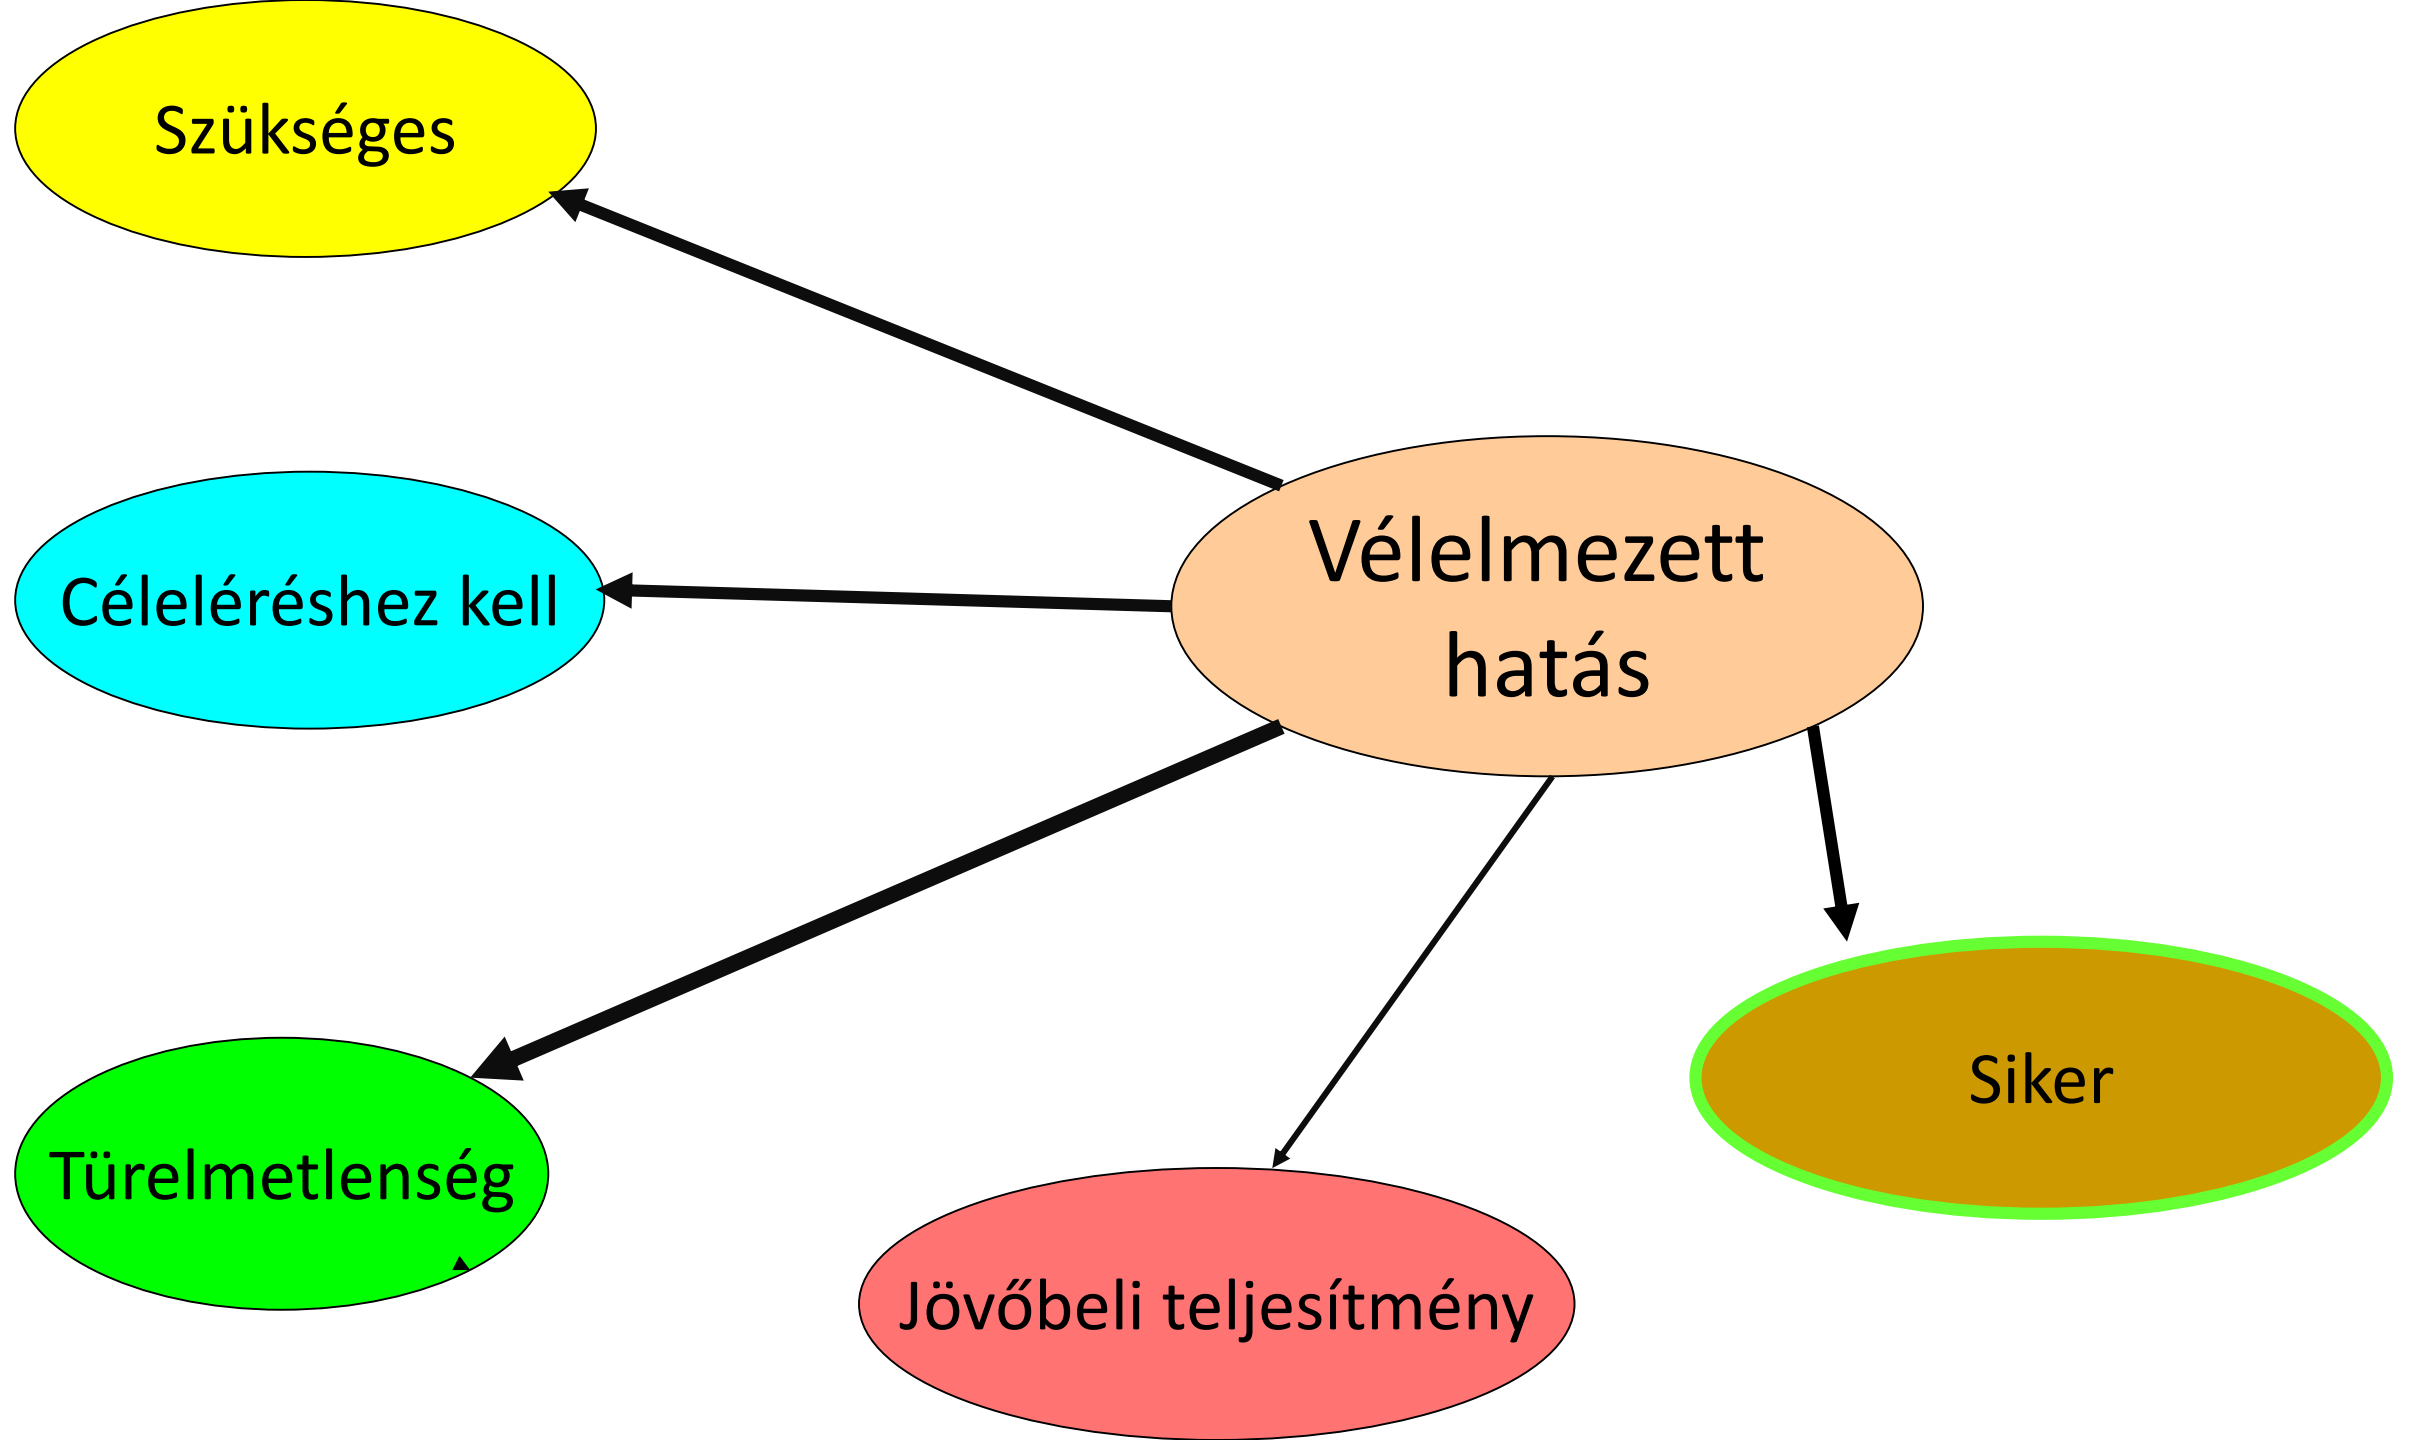 Szükséges
Vélelmezett
hatás
Céleléréshez kell
Siker
Türelmetlenség
Jövőbeli teljesítmény